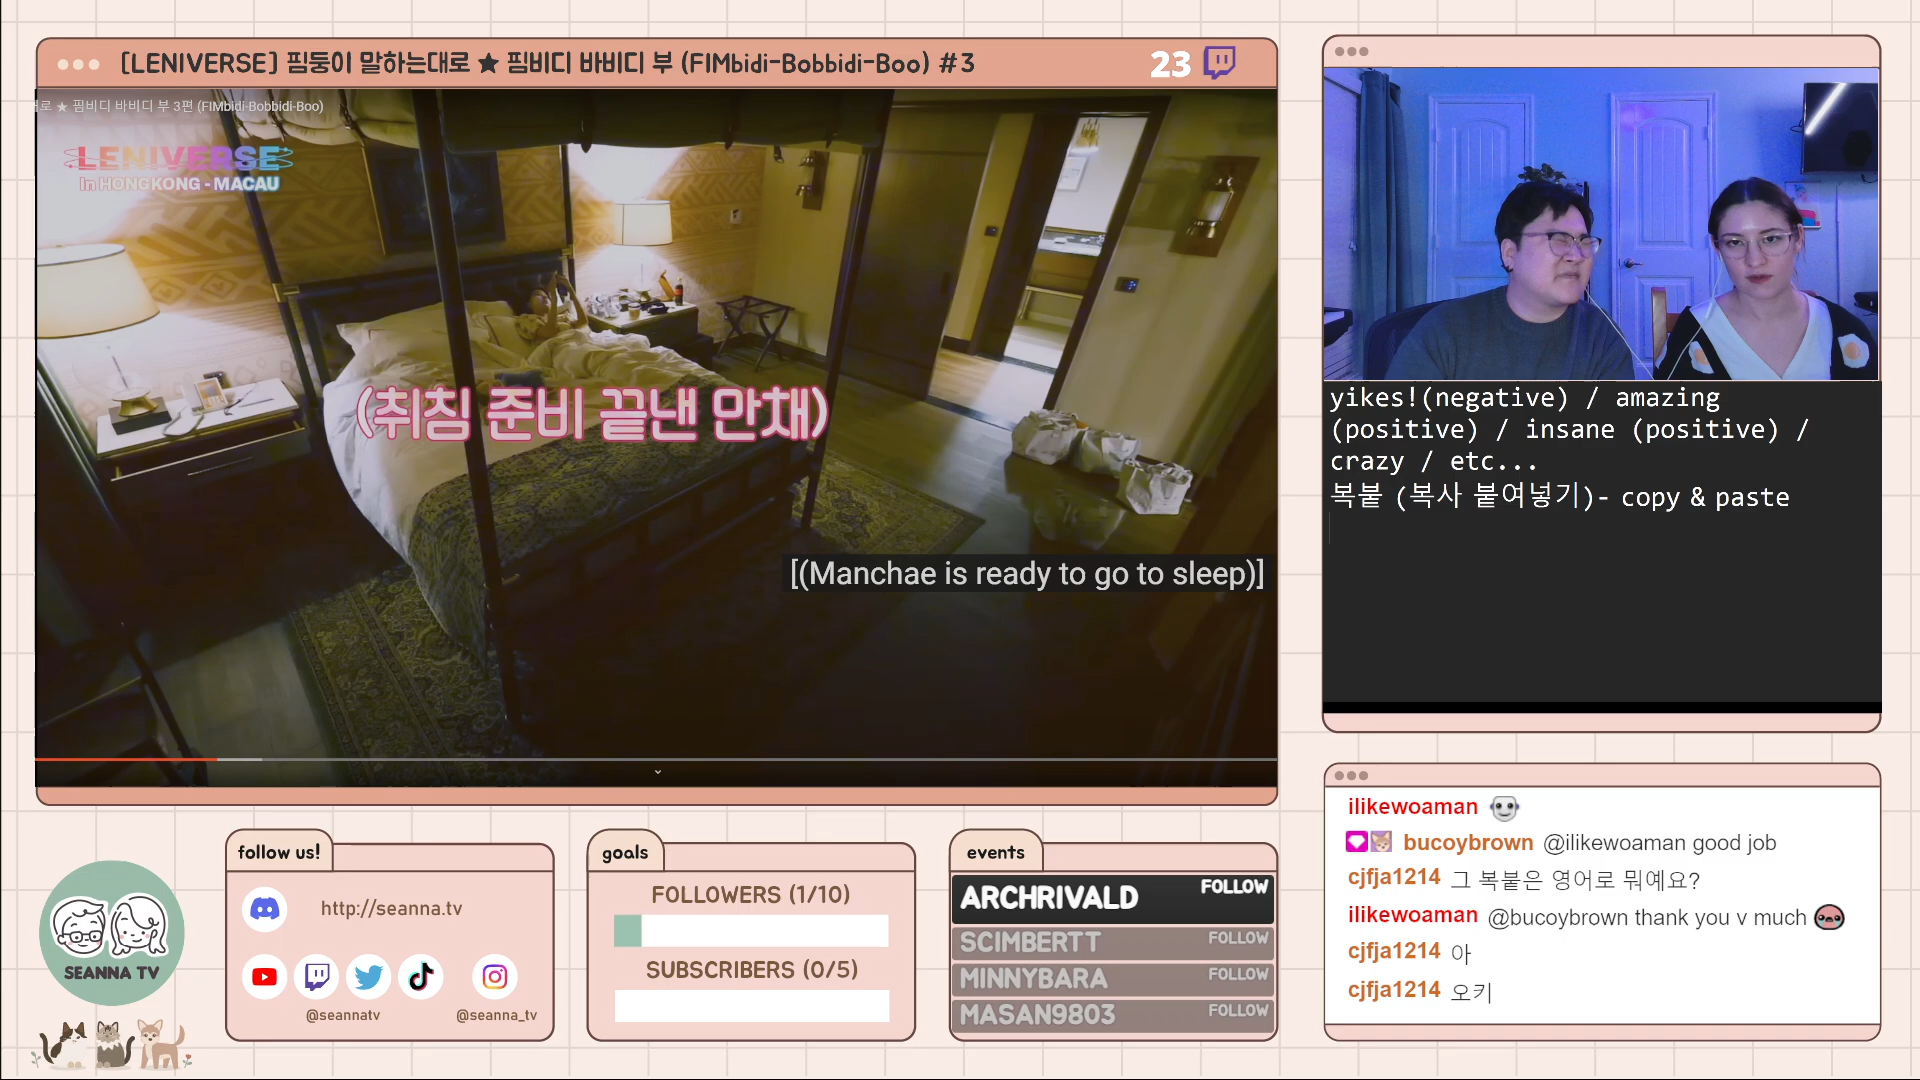 [LENIVERSE] 핌둥이 말하는대로 ★ 핌비디 바비디 부 (FIMbidi-Bobbidi-Boo) #3
23
로 ★ 핌비디 바비디 부 3편 (FIMbidi-Bobbidi-Boo)
LENIVERSE
In HONGKONG - MACAU
(취침 준비 끝낸 만채)
[(Manchae is ready to go to sleep)]
yikes!(negative) / amazing
(positive) / insane (positive) /
crazy / etc...
복붙 (복사 붙여넣기)- copy & paste
ilikewoaman
bucoybrown @ilikewoaman good job
cjfja1214 그 복붙은 영어로 뭐예요?
ilikewoaman @bucoybrown thank you v much
cjfja1214 아
cjfja1214 오키
SEANNA TV
follow us!
http://seanna.tv
@seannatv
@seanna_tv
goals
FOLLOWERS (1/10)
SUBSCRIBERS (0/5)
events
ARCHRIVALD FOLLOW
SCIMBERTT FOLLOW
MINNYBARA FOLLOW
MASAN9803 FOLLOW